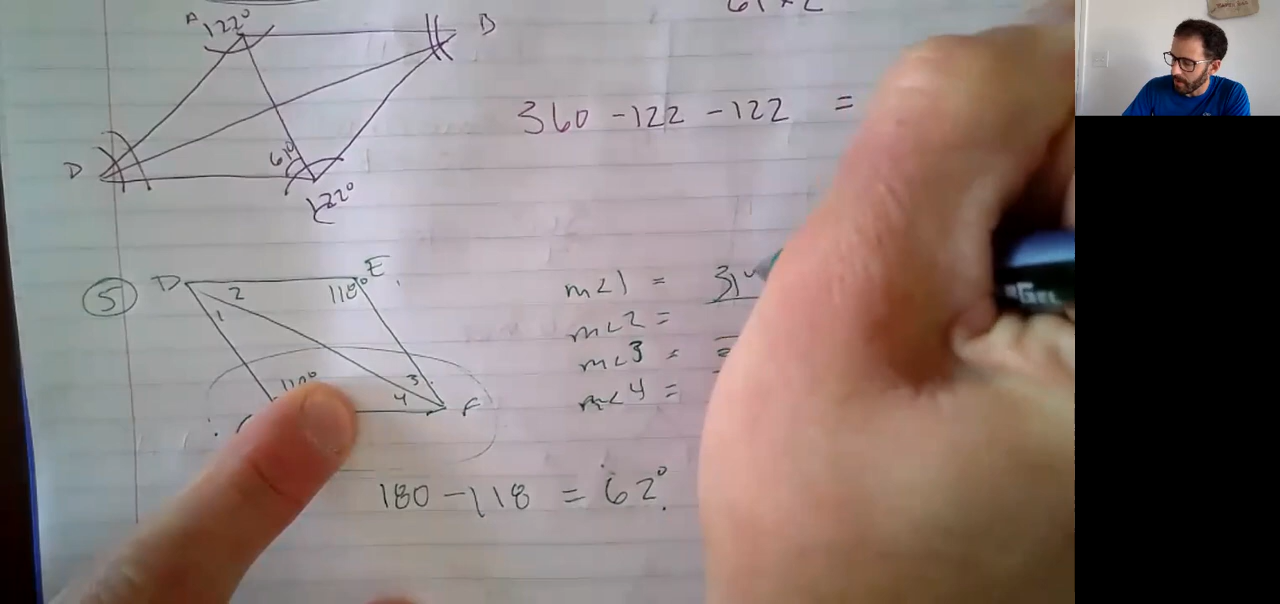 A
122°
B
61°
D
122°
360 - 122 - 122 =
5
D
E
2
118°
1
3
4
F
m<1 = 31°
m<2 =
m<3 =
m<4 =
180 - 118 = 62°